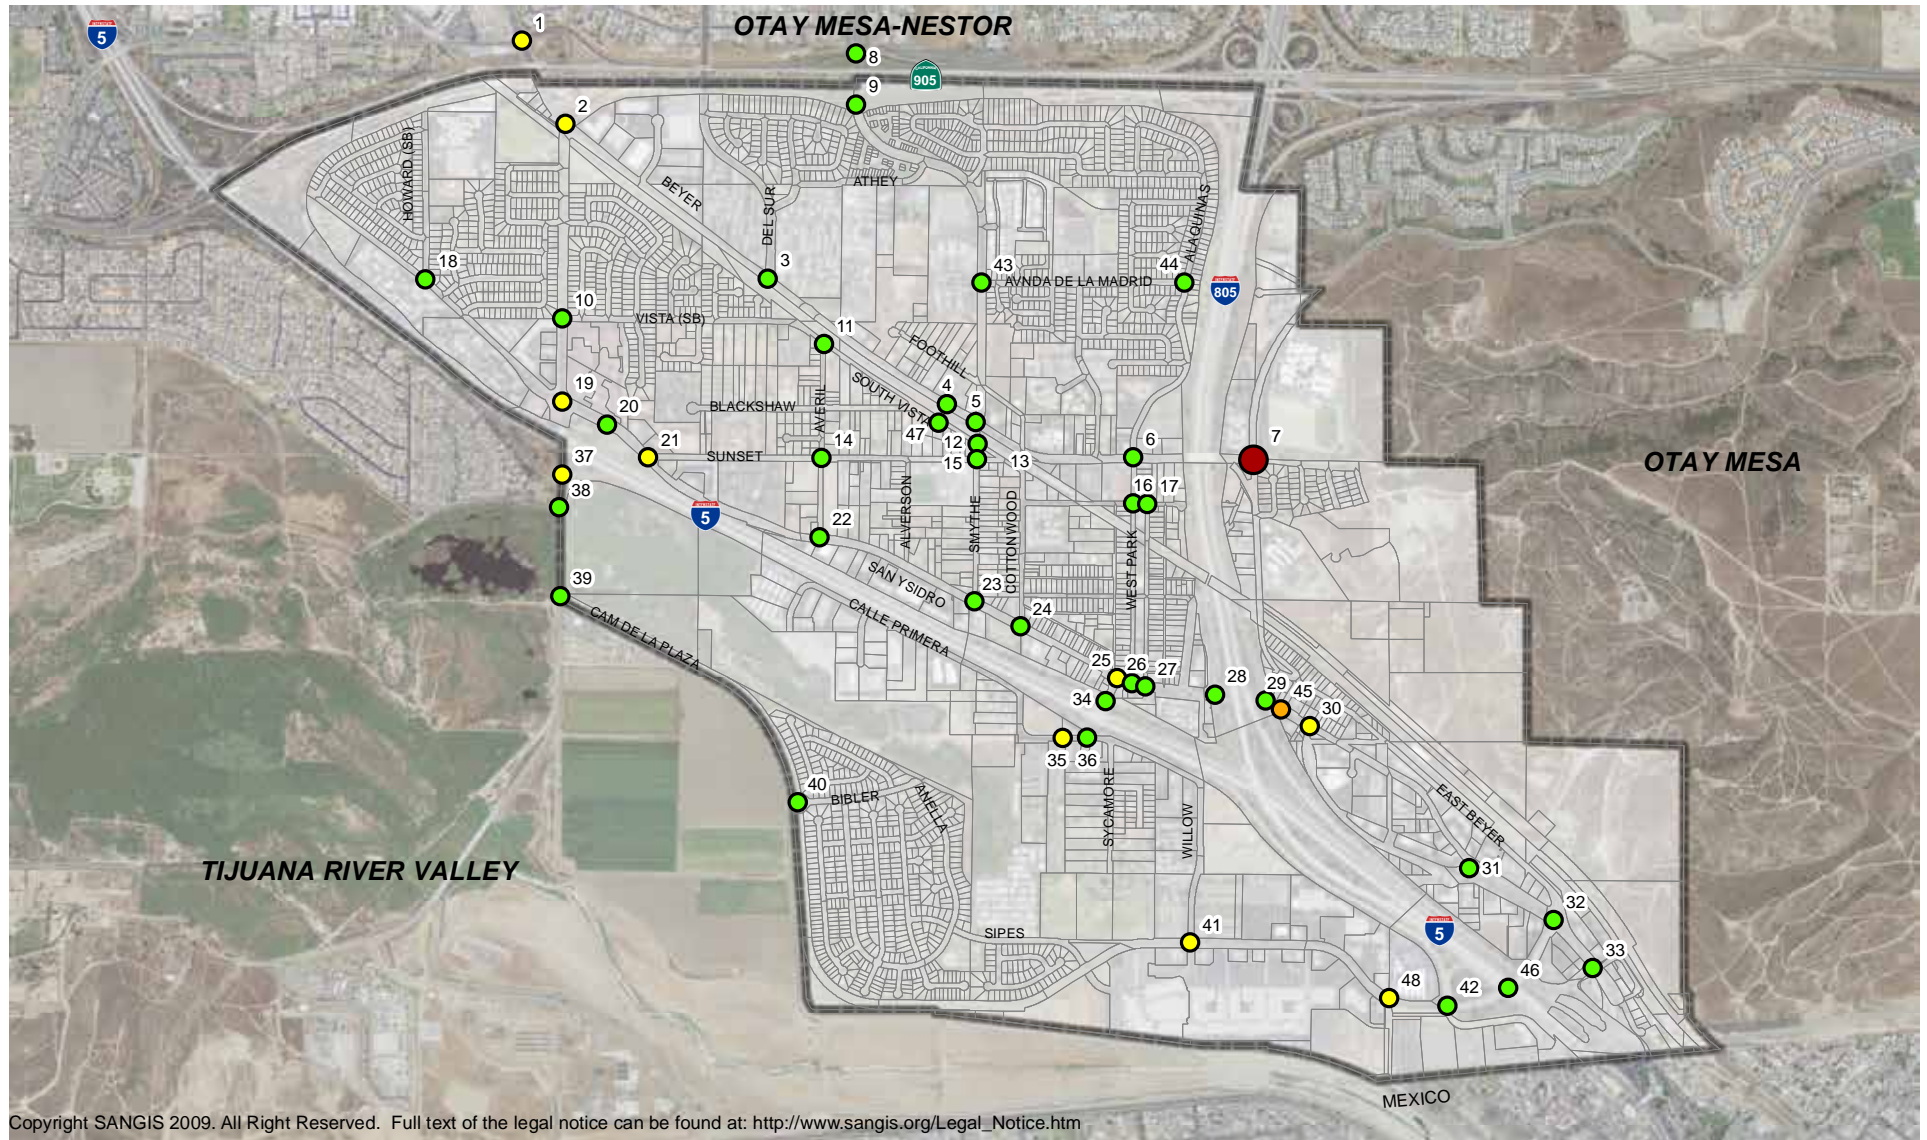 OTAY MESA-NESTOR
1
5
8
CALIFORNIA
905
9
2
HOWARD (SB)
BEYER
ATHEY
DEL SUR
ALAQUINAS
18
3
43
AVNDA DE LA MADRID
44
805
10
VISTA (SB)
11
FOOTHILL
SOUTH VISTA
19
4
5
BLACKSHAW
AVERIL
20
47
12
21
SUNSET
14
15
13
6
7
OTAY MESA
37
38
5
16
17
ALVERSON
SMYTHE
COTTONWOOD
WEST PARK
22
SAN YSIDRO
23
24
39
CAM DE LA PLAZA
CALLE PRIMERA
25
26
27
28
29
45
30
34
35
36
40
BIBLER
ANELLA
SYCAMORE
WILLOW
EAST BEYER
TIJUANA RIVER VALLEY
31
32
SIPES
41
5
33
46
48
42
MEXICO
Copyright SANGIS 2009. All Right Reserved.  Full text of the legal notice can be found at: http://www.sangis.org/Legal_Notice.htm